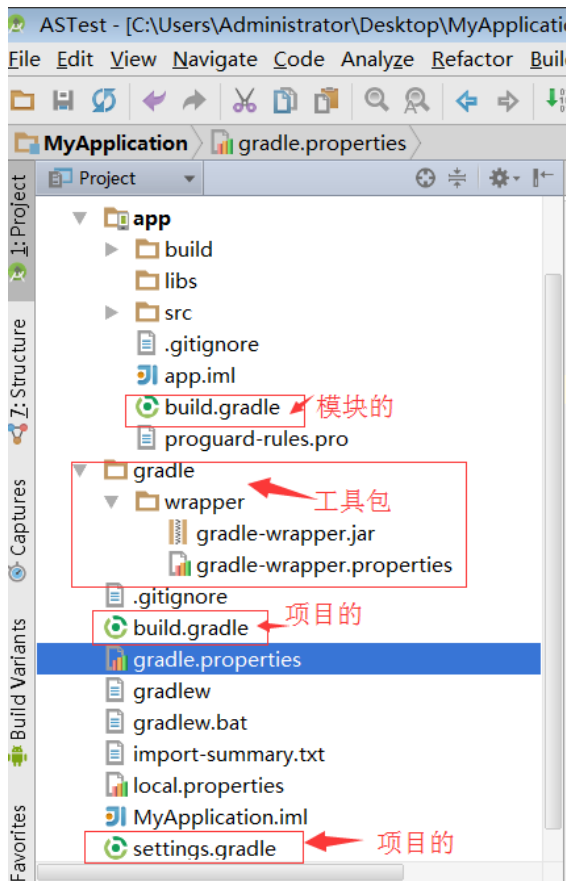 ASTest - [C:\Users\Administrator\Desktop\MyApplicatio
File Edit View Navigate Code Analyze Refactor Buil
MyApplication gradle.properties
Project
1: Project
app
build
libs
src
.gitignore
app.iml
7: Structure
build.gradle 模块的
proguard-rules.pro
gradle
wrapper 工具包
Captures
gradle-wrapper.jar
gradle-wrapper.properties
.gitignore
build.gradle 项目的
Build Variants
gradle.properties
gradlew
gradlew.bat
import-summary.txt
local.properties
MyApplication.iml
Favorites
settings.gradle 项目的